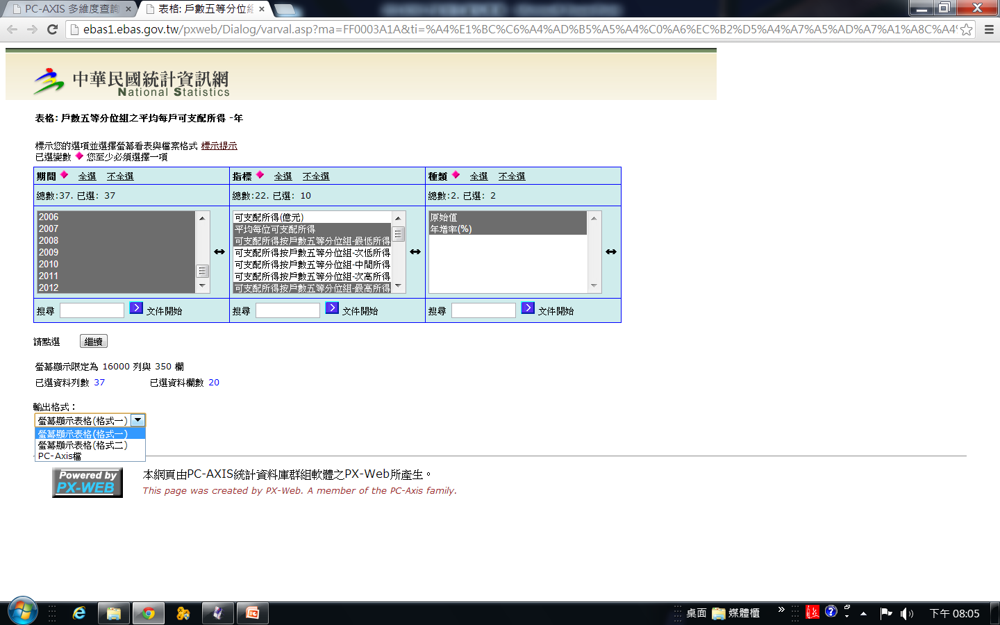 PC-AXIS 多維度查詢
表格: 戶數五等分位組
ebas1.ebas.gov.tw/pxweb/Dialog/varval.asp?ma=FF0003A1A&ti=%A4%E1%BC%C6%A4%AD%B5%A5%A4%C0%A6%EC%B2%D5%A4%A7%A5%AD%A7%A1%A8C%A4%
中華民國統計資訊網
National Statistics
表格: 戶數五等分位組之平均每戶可支配所得 -年
標示您的選項並選擇螢幕看表與檔案格式 標示提示
已選變數 您至少必須選擇一項
期間 全選 不全選
指標 全選 不全選
種類 全選 不全選
總數:37. 已選: 37
總數:22. 已選: 10
總數:2. 已選: 2
2006
2007
2008
2009
2010
2011
2012
可支配所得(億元)
平均每位可支配所得
可支配所得按戶數五等分位組-最低所得
可支配所得按戶數五等分位組-次低所得
可支配所得按戶數五等分位組-中間所得
可支配所得按戶數五等分位組-次高所得
可支配所得按戶數五等分位組-最高所得
原始值
年增率(%)
搜尋 文件開始
搜尋 文件開始
搜尋 文件開始
請點選 繼續
螢幕顯示限定為 16000 列與 350 欄
已選資料列數 37 已選資料欄數 20
輸出格式：
螢幕顯示表格(格式一)
螢幕顯示表格(格式一)
螢幕顯示表格(格式二)
PC-Axis檔
Powered by
PX-WEB
本網頁由PC-AXIS統計資料庫群組軟體之PX-Web所產生。
This page was created by PX-Web. A member of the PC-Axis family.
桌面 媒體櫃 » 下午 08:05